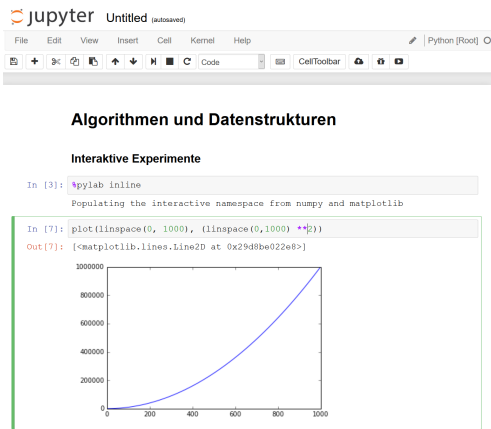 jupyter Untitled (autosaved)
File Edit View Insert Cell Kernel Help Python [Root]
Code CellToolbar
Algorithmen und Datenstrukturen
Interaktive Experimente
In [3]: %pylab inline
Populating the interactive namespace from numpy and matplotlib
In [7]: plot(linspace(0, 1000), (linspace(0,1000) **2))
Out[7]: [<matplotlib.lines.Line2D at 0x29d8be022e8>]
1000000
800000
600000
400000
200000
0
0 200 400 600 800 1000